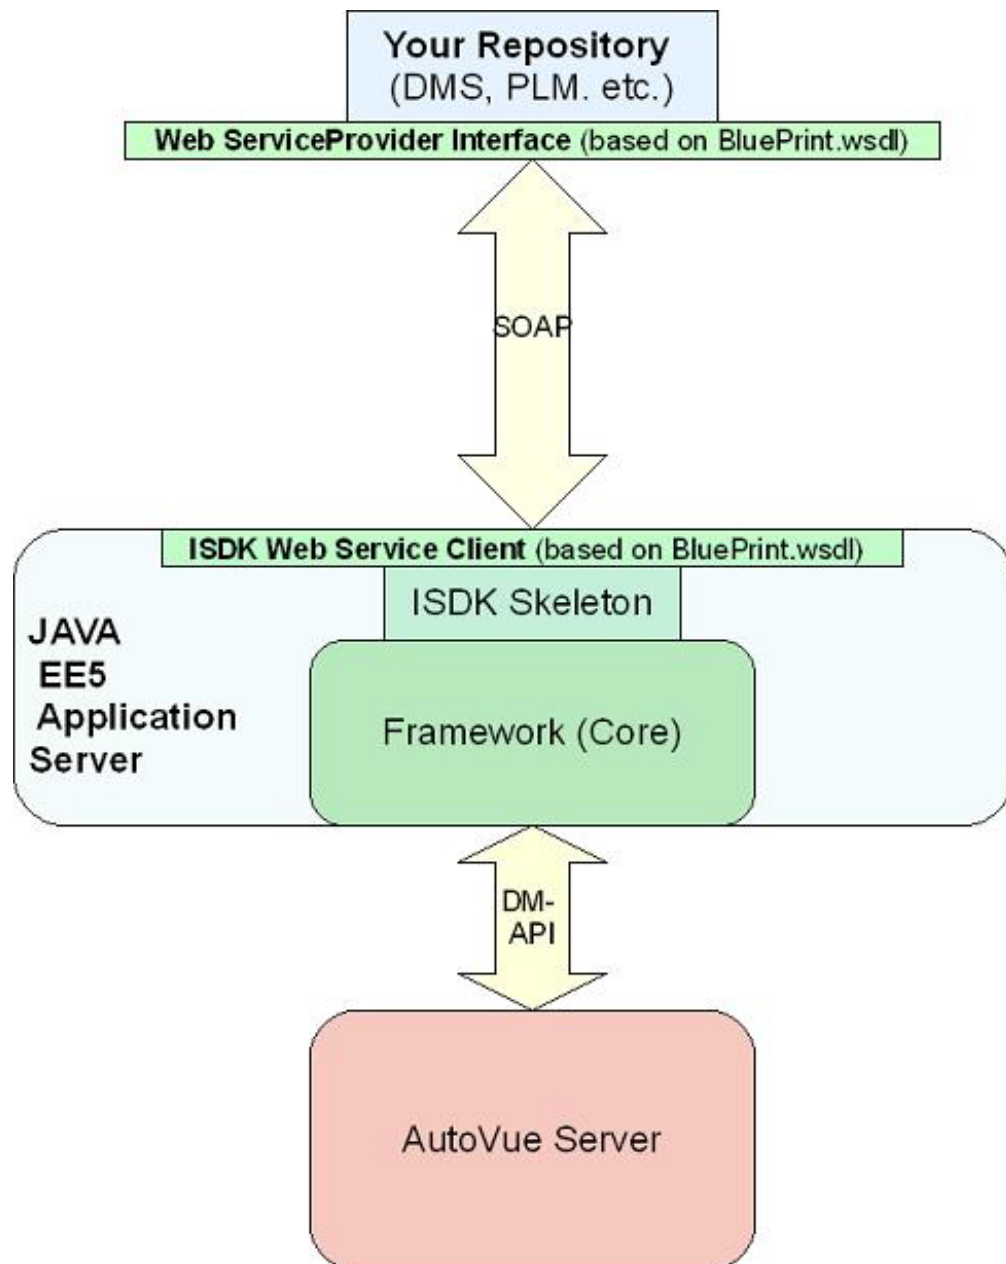 Your Repository
(DMS, PLM. etc.)
Web ServiceProvider Interface (based on BluePrint.wsdl)
SOAP
ISDK Web Service Client (based on BluePrint.wsdl)
ISDK Skeleton
JAVA
EE5
Application
Server
Framework (Core)
DM-
API
AutoVue Server